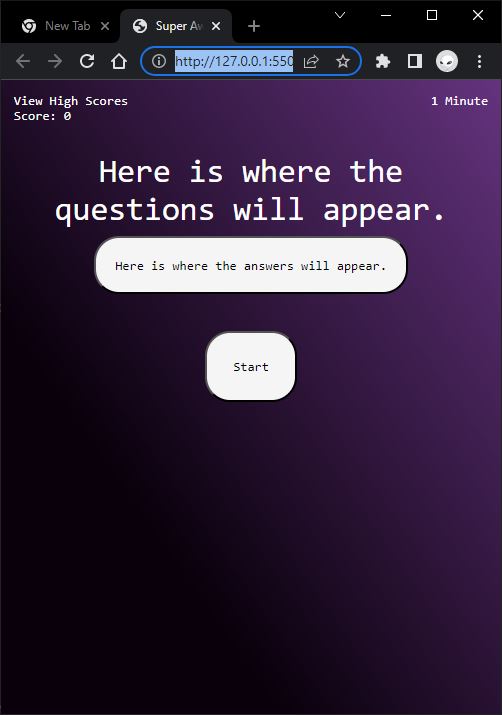 New Tab
Super Aw
http://127.0.0.1:550
View High Scores
1 Minute
Score: 0
Here is where the
questions will appear.
Here is where the answers will appear.
Start